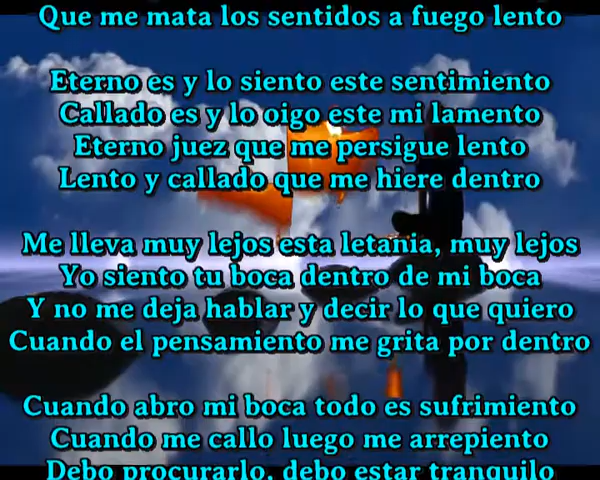 Que me mata los sentidos a fuego lento
Eterno es y lo siento este sentimiento
Callado es y lo oigo este mi lamento
Eterno juez que me persigue lento
Lento y callado que me hiere dentro
Me lleva muy lejos esta letania, muy lejos
Yo siento tu boca dentro de mi boca
Y no me deja hablar y decir lo que quiero
Cuando el pensamiento me grita por dentro
Cuando abro mi boca todo es sufrimiento
Cuando me callo luego me arrepiento
Debo procurarlo, debo estar tranquilo